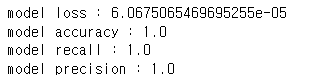 model loss : 6.0675065469695255e-05
model accuracy : 1.0
model recall : 1.0
model precision : 1.0